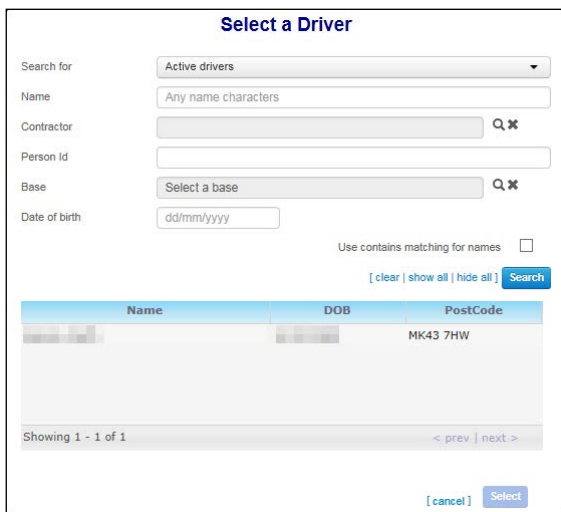 Select a Driver
Search for Active drivers
Name Any name characters
Contractor
Person Id
Base Select a base
Date of birth dd/mm/yyyy
Use contains matching for names
[ clear | show all | hide all ] Search
Name DOB PostCode
MK43 7HW
Showing 1 - 1 of 1 < prev | next >
[ cancel ] Select